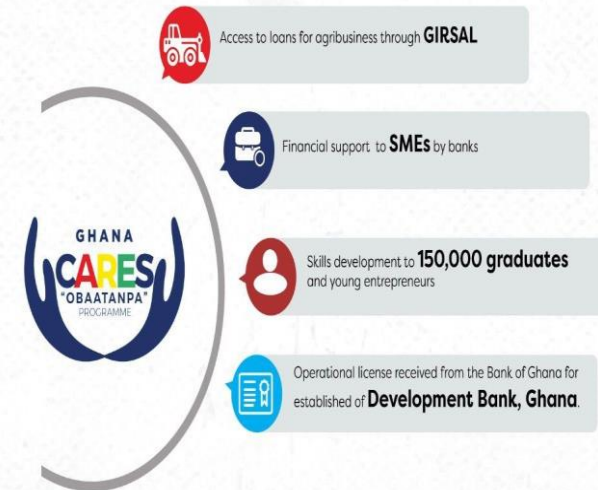 Access to loans for agribusiness through GIRSAL
Financial support to SMEs by banks
GHANA
CARES
"OBAATANPA"
PROGRAMME
Skills development to 150,000 graduates
and young entrepreneurs
Operational license received from the Bank of Ghana for
established of Development Bank, Ghana.